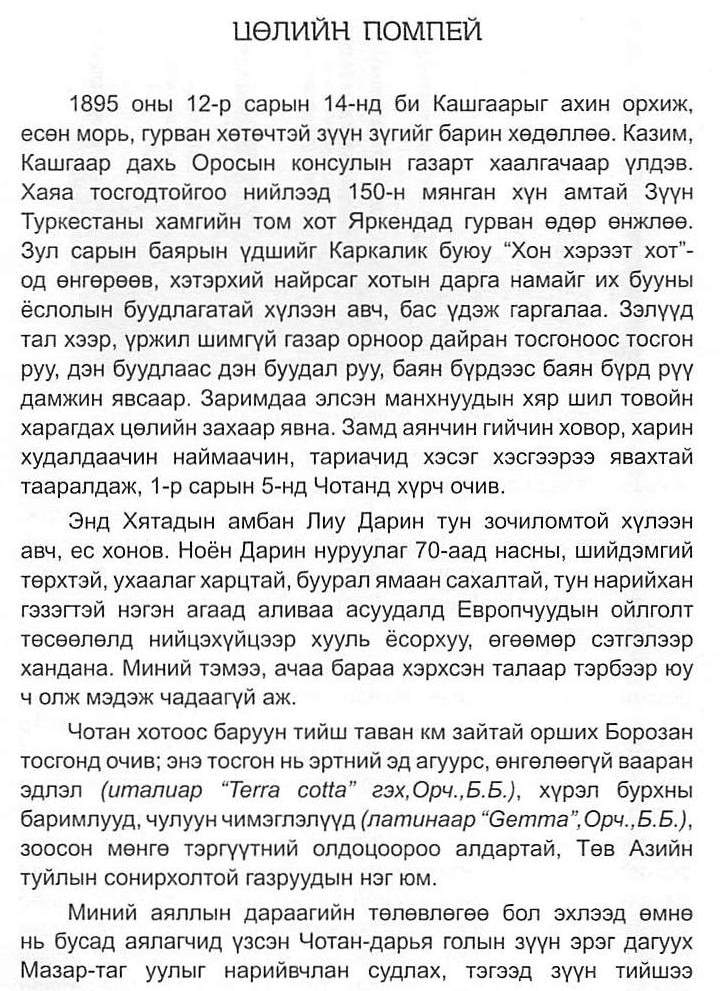 ЦӨЛИЙН ПОМПЕЙ
1895 оны 12-р сарын 14-нд би Кашгаарыг ахин орхиж,
есөн морь, гурван хөтөчтэй зүүн зүгийг барин хөдөллөө. Казим,
Кашгаар дахь Оросын консулын газарт хаалгачаар үлдэв.
Хаяа тосгодтойгоо нийлээд 150-н мянган хүн амтай Зүүн
Туркестаны хамгийн том хот Яркендад гурван өдөр өнжлөө.
Зул сарын баярын үдшийг Каркалик буюу “Хон хэрээт хот”-
од өнгөрөөв, хэтэрхий найрсаг хотын дарга намайг их бууны
ёслолын буудлагатай хүлээн авч, бас үдэж гаргалаа. Зэлүүд
тал хээр, үржил шимгүй газар орноор дайран тосгоноос тосгон
руу, дэн буудлаас дэн буудал руу, баян бүрдээс баян бүрд рүү
дамжин явсаар. Заримдаа элсэн манхнуудын хяр шил товойн
харагдах цөлийн захаар явна. Замд аянчин гийчин ховор, харин
худалдаачин наймаачин, тариачид хэсэг хэсгээрээ явахтай
тааралдаж, 1-р сарын 5-нд Чотанд хүрч очив.
Энд Хятадын амбан Лиу Дарин тун зочиломтой хүлээн
авч, ес хонов. Ноён Дарин нуруулаг 70-аад насны, шийдэмгий
төрхтэй, ухаалаг харцтай, буурал ямаан сахалтай, тун нарийхан
гэзэгтэй нэгэн агаад аливаа асуудалд Европчуудын ойлголт
төсөөлөлд нийцэхүйцээр хууль ёсорхуу, өгөөмөр сэтгэлээр
хандана. Миний тэмээ, ачаа бараа хэрхсэн талаар тэрбээр юу
ч олж мэдэж чадаагүй аж.
Чотан хотоос баруун тийш таван км зайтай орших Борозан
тосгонд очив; энэ тосгон нь эртний эд агуурс, өнгөлөөгүй вааран
эдлэл (италиар “Terra cotta” гэх,Орч.,Б.Б.), хүрэл бурхны
баримлууд, чулуун чимэглэлүүд (латинаар “Gemma”,Орч.,Б.Б.),
зоосон мөнгө тэргүүтний олдоцоороо алдартай, Төв Азийн
туйлын сонирхолтой газруудын нэг юм.
Миний аяллын дараагийн төлөвлөгөө бол эхлээд өмнө
нь бусад аялагчид үзсэн Чотан-дарья голын зүүн эрэг дагуух
Мазар-таг уулыг нарийвчлан судлах, тэгээд зүүн тийшээ